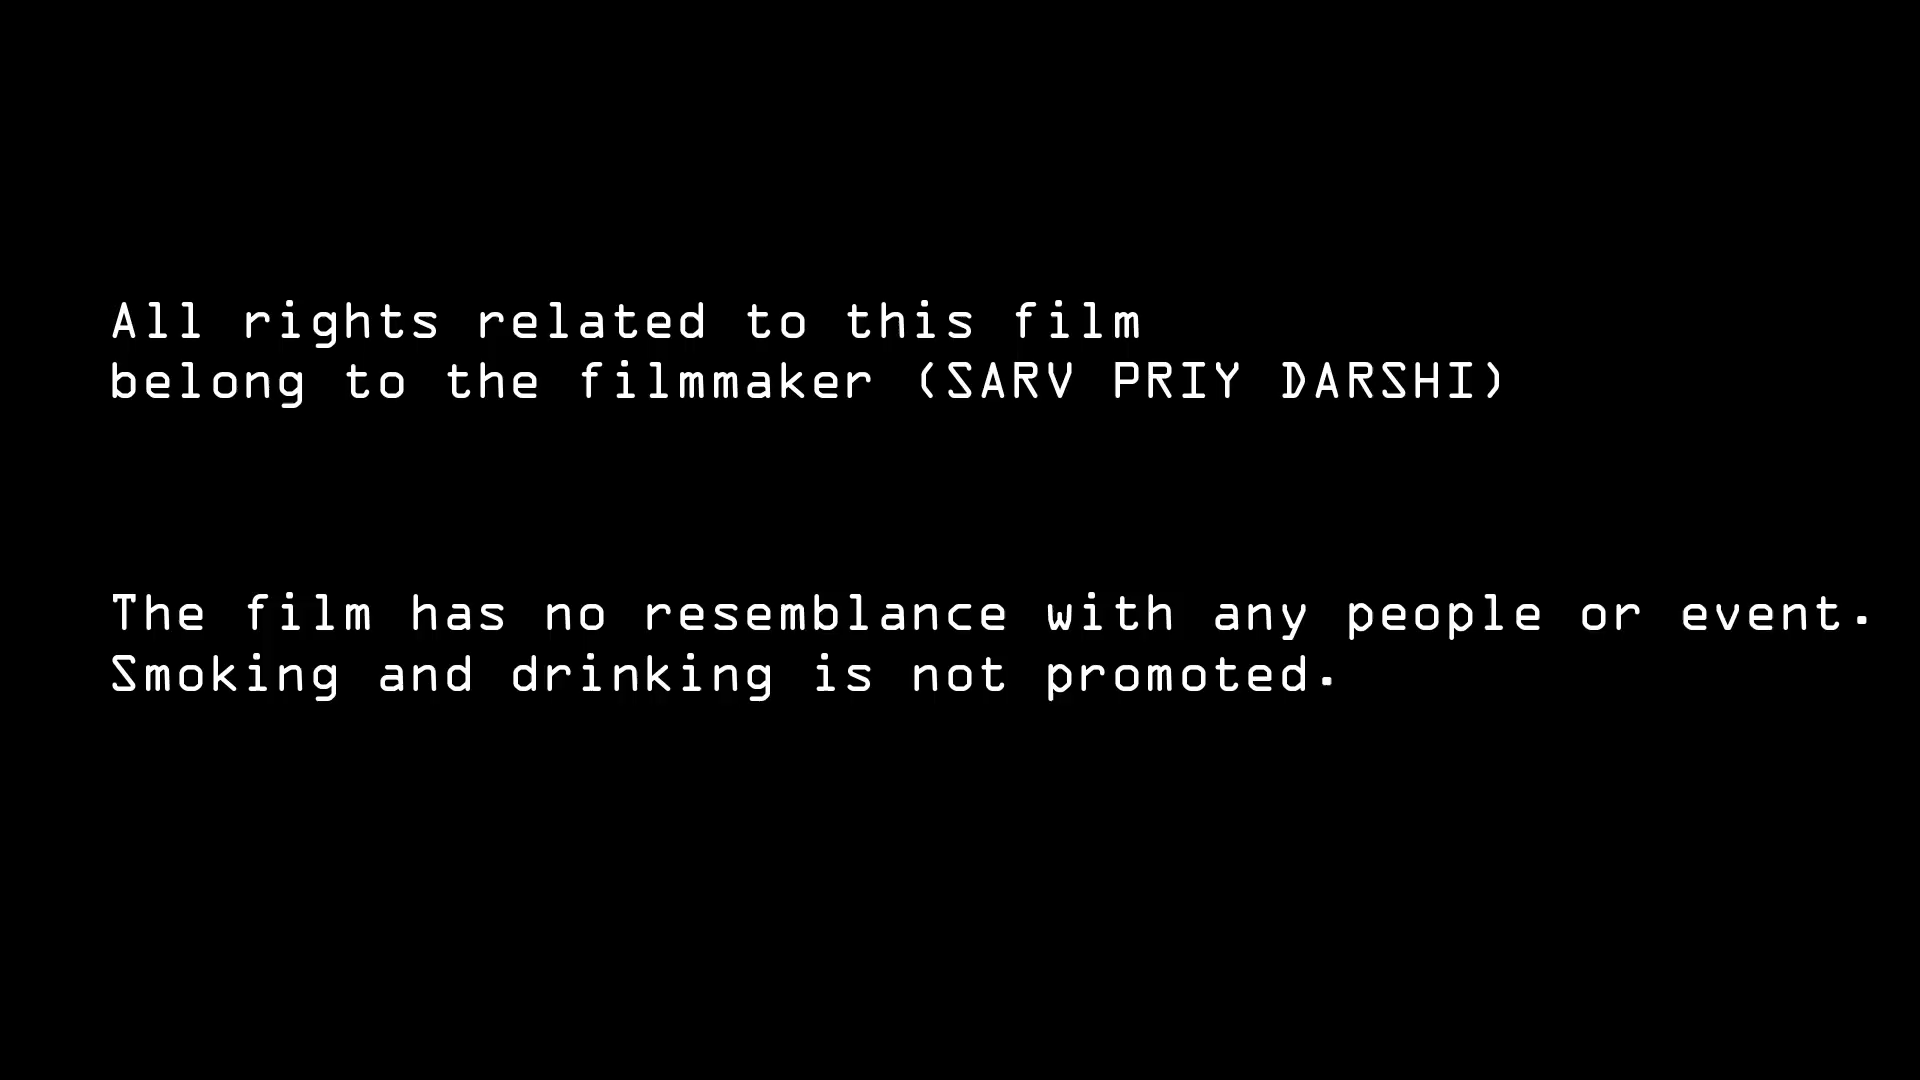 All rights related to this film
belong to the filmmaker (SARV PRIY DARSHI)
The film has no resemblance with any people or event.
Smoking and drinking is not promoted.